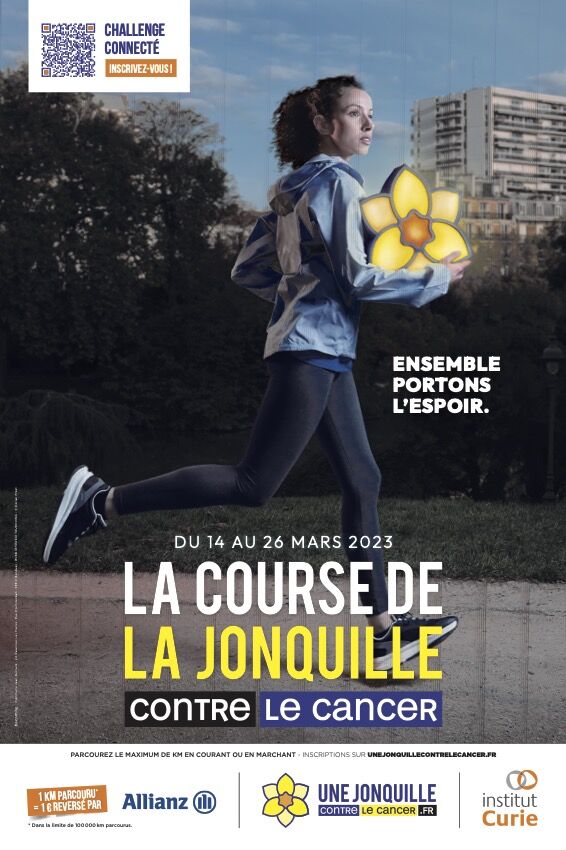 CHALLENGE
CONNECTÉ
INSCRIVEZ-VOUS !
ENSEMBLE
PORTONS
L'ESPOIR.
DU 14 AU 26 MARS 2023
LA COURSE DE
LA JONQUILLE
CONTRE LE CANCER
PARCOUREZ LE MAXIMUM DE KM EN COURANT OU EN MARCHANT - INSCRIPTIONS SUR UNEJONQUILLECONTRELECANCER.FR
1 KM PARCOURU*
= 1 € REVERSÉ PAR
Allianz
UNE JONQUILLE
CONTRE LE CANCER .FR
institut
Curie
* Dans la limite de 100 000 km parcourus.